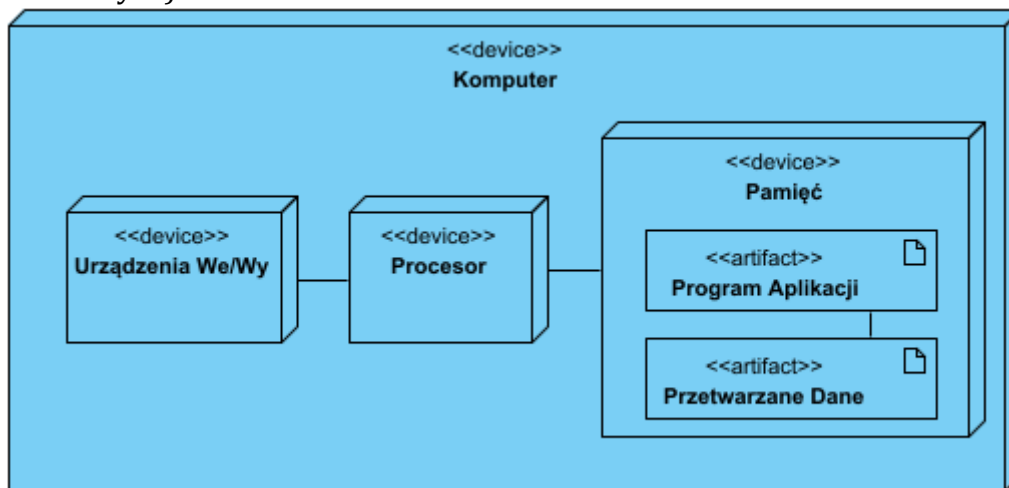 <<device>>
Komputer
<<device>>
Pamięć
<<device>>
Urządzenia We/Wy
<<device>>
Procesor
<<artifact>>
Program Aplikacji
<<artifact>>
Przetwarzane Dane